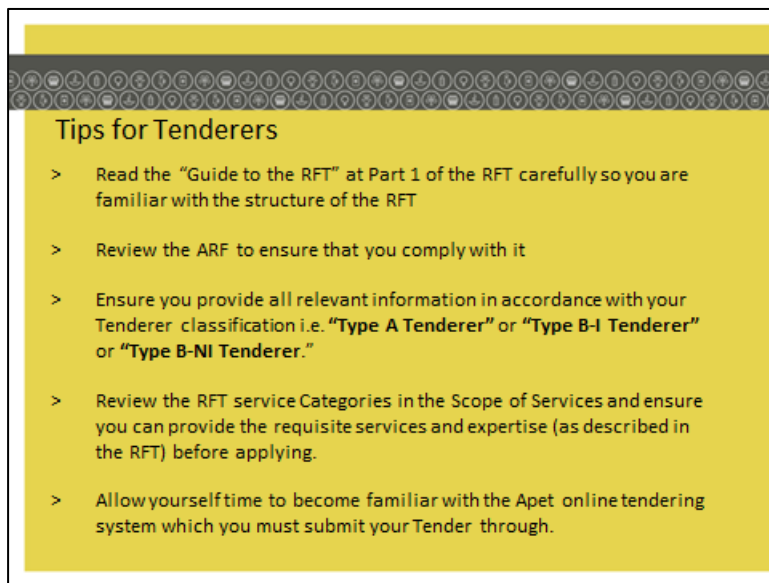 Tips for Tenderers
> Read the “Guide to the RFT” at Part 1 of the RFT carefully so you are
familiar with the structure of the RFT
> Review the ARF to ensure that you comply with it
> Ensure you provide all relevant information in accordance with your
Tenderer classification i.e. “Type A Tenderer” or “Type B-I Tenderer”
or “Type B-NI Tenderer.”
> Review the RFT service Categories in the Scope of Services and ensure
you can provide the requisite services and expertise (as described in
the RFT) before applying.
> Allow yourself time to become familiar with the Apet online tendering
system which you must submit your Tender through.